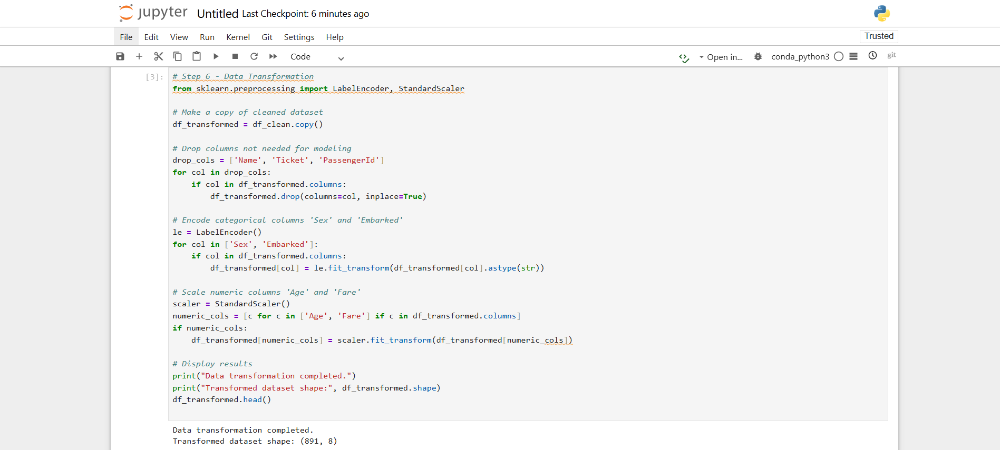 jupyter Untitled Last Checkpoint: 6 minutes ago
File Edit View Run Kernel Git Settings Help Trusted
Code Open in... conda_python3 git
[3]: # Step 6 - Data Transformation
from sklearn.preprocessing import LabelEncoder, StandardScaler

# Make a copy of cleaned dataset
df_transformed = df_clean.copy()

# Drop columns not needed for modeling
drop_cols = ['Name', 'Ticket', 'PassengerId']
for col in drop_cols:
    if col in df_transformed.columns:
        df_transformed.drop(columns=col, inplace=True)

# Encode categorical columns 'Sex' and 'Embarked'
le = LabelEncoder()
for col in ['Sex', 'Embarked']:
    if col in df_transformed.columns:
        df_transformed[col] = le.fit_transform(df_transformed[col].astype(str))

# Scale numeric columns 'Age' and 'Fare'
scaler = StandardScaler()
numeric_cols = [c for c in ['Age', 'Fare'] if c in df_transformed.columns]
if numeric_cols:
    df_transformed[numeric_cols] = scaler.fit_transform(df_transformed[numeric_cols])

# Display results
print("Data transformation completed.")
print("Transformed dataset shape:", df_transformed.shape)
df_transformed.head()

Data transformation completed.
Transformed dataset shape: (891, 8)